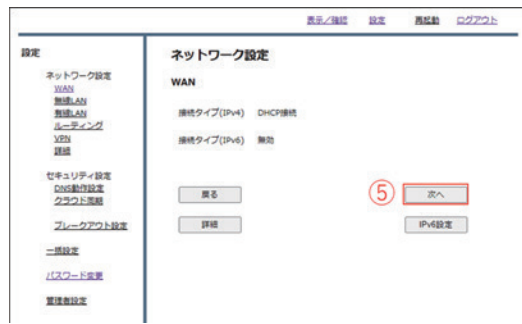 表示/確認 設定 再起動 ログアウト
設定
ネットワーク設定
WAN
無線LAN
有線LAN
ルーティング
VPN
詳細
セキュリティ設定
DNS動作設定
クラウド連携
ブレークアウト設定
一括設定
パスワード変更
管理者設定
ネットワーク設定
WAN
接続タイプ(IPv4) DHCP接続
接続タイプ(IPv6) 無効
戻る ⑤ 次へ
詳細 IPv6設定